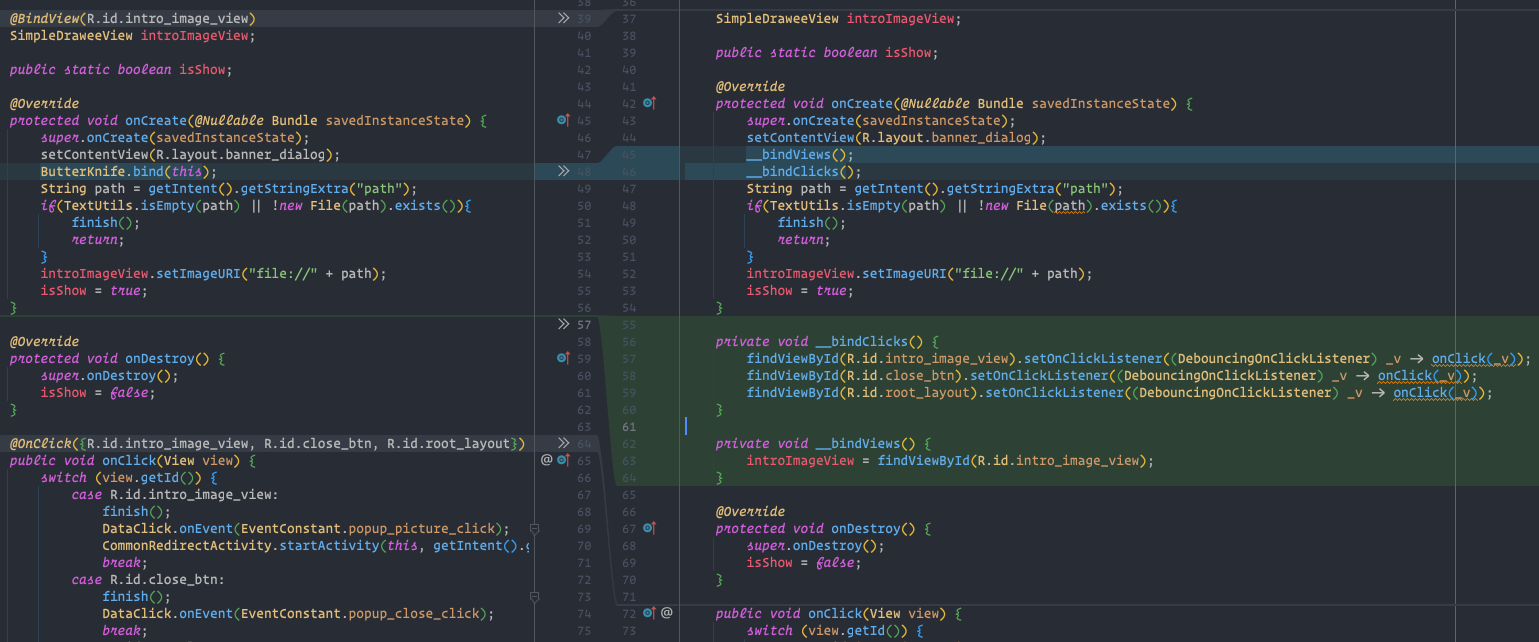 @BindView(R.id.intro_image_view)
SimpleDraweeView introImageView;
public static boolean isShow;
@Override
protected void onCreate(@Nullable Bundle savedInstanceState) {
super.onCreate(savedInstanceState);
setContentView(R.layout.banner_dialog);
ButterKnife.bind(this);
String path = getIntent().getStringExtra("path");
if(TextUtils.isEmpty(path) || !new File(path).exists()){
finish();
return;
}
introImageView.setImageURI("file://" + path);
isShow = true;
}
@Override
protected void onDestroy() {
super.onDestroy();
isShow = false;
}
@OnClick({R.id.intro_image_view, R.id.close_btn, R.id.root_layout})
public void onClick(View view) {
switch (view.getId()) {
case R.id.intro_image_view:
finish();
DataClick.onEvent(EventConstant.popup_picture_click);
CommonRedirectActivity.startActivity(this, getIntent().
break;
case R.id.close_btn:
finish();
DataClick.onEvent(EventConstant.popup_close_click);
break;
38 36
39 37
40 38
41 39
42 40
43 41
44 42
45 43
46 44
47 45
48 46
49 47
50 48
51 49
52 50
53 51
54 52
55 53
56 54
57 55
58 56
59 57
60 58
61 59
62 60
63 61
64 62
65 63
66 64
67 65
68 66
69 67
70 68
71 69
72 70
73 71
74 72
75 73
SimpleDraweeView introImageView;
public static boolean isShow;
@Override
protected void onCreate(@Nullable Bundle savedInstanceState) {
super.onCreate(savedInstanceState);
setContentView(R.layout.banner_dialog);
__bindViews();
__bindClicks();
String path = getIntent().getStringExtra("path");
if(TextUtils.isEmpty(path) || !new File(path).exists()){
finish();
return;
}
introImageView.setImageURI("file://" + path);
isShow = true;
}
private void __bindClicks() {
findViewById(R.id.intro_image_view).setOnClickListener((DebouncingOnClickListener) _v → onClick(_v));
findViewById(R.id.close_btn).setOnClickListener((DebouncingOnClickListener) _v → onClick(_v));
findViewById(R.id.root_layout).setOnClickListener((DebouncingOnClickListener) _v → onClick(_v));
}
private void __bindViews() {
introImageView = findViewById(R.id.intro_image_view);
}
@Override
protected void onDestroy() {
super.onDestroy();
isShow = false;
}
public void onClick(View view) {
switch (view.getId()) {